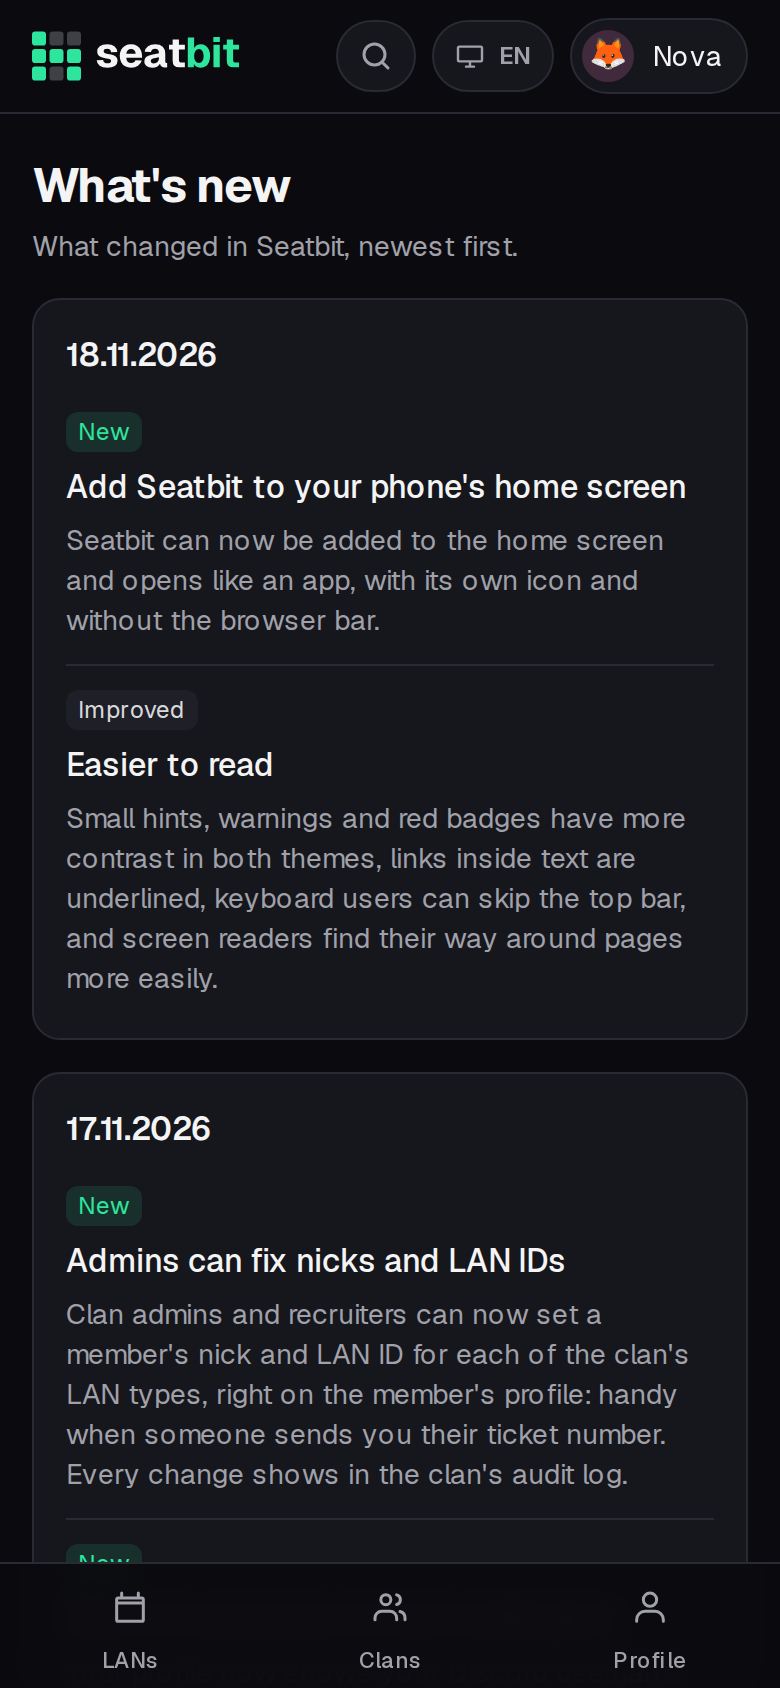 seatbit
EN
Nova
What's new
What changed in Seatbit, newest first.
18.11.2026
New
Add Seatbit to your phone's home screen
Seatbit can now be added to the home screen
and opens like an app, with its own icon and
without the browser bar.
Improved
Easier to read
Small hints, warnings and red badges have more
contrast in both themes, links inside text are
underlined, keyboard users can skip the top bar,
and screen readers find their way around pages
more easily.
17.11.2026
New
Admins can fix nicks and LAN IDs
Clan admins and recruiters can now set a
member's nick and LAN ID for each of the clan's
LAN types, right on the member's profile: handy
when someone sends you their ticket number.
Every change shows in the clan's audit log.
New
LANs
Clans
Profile